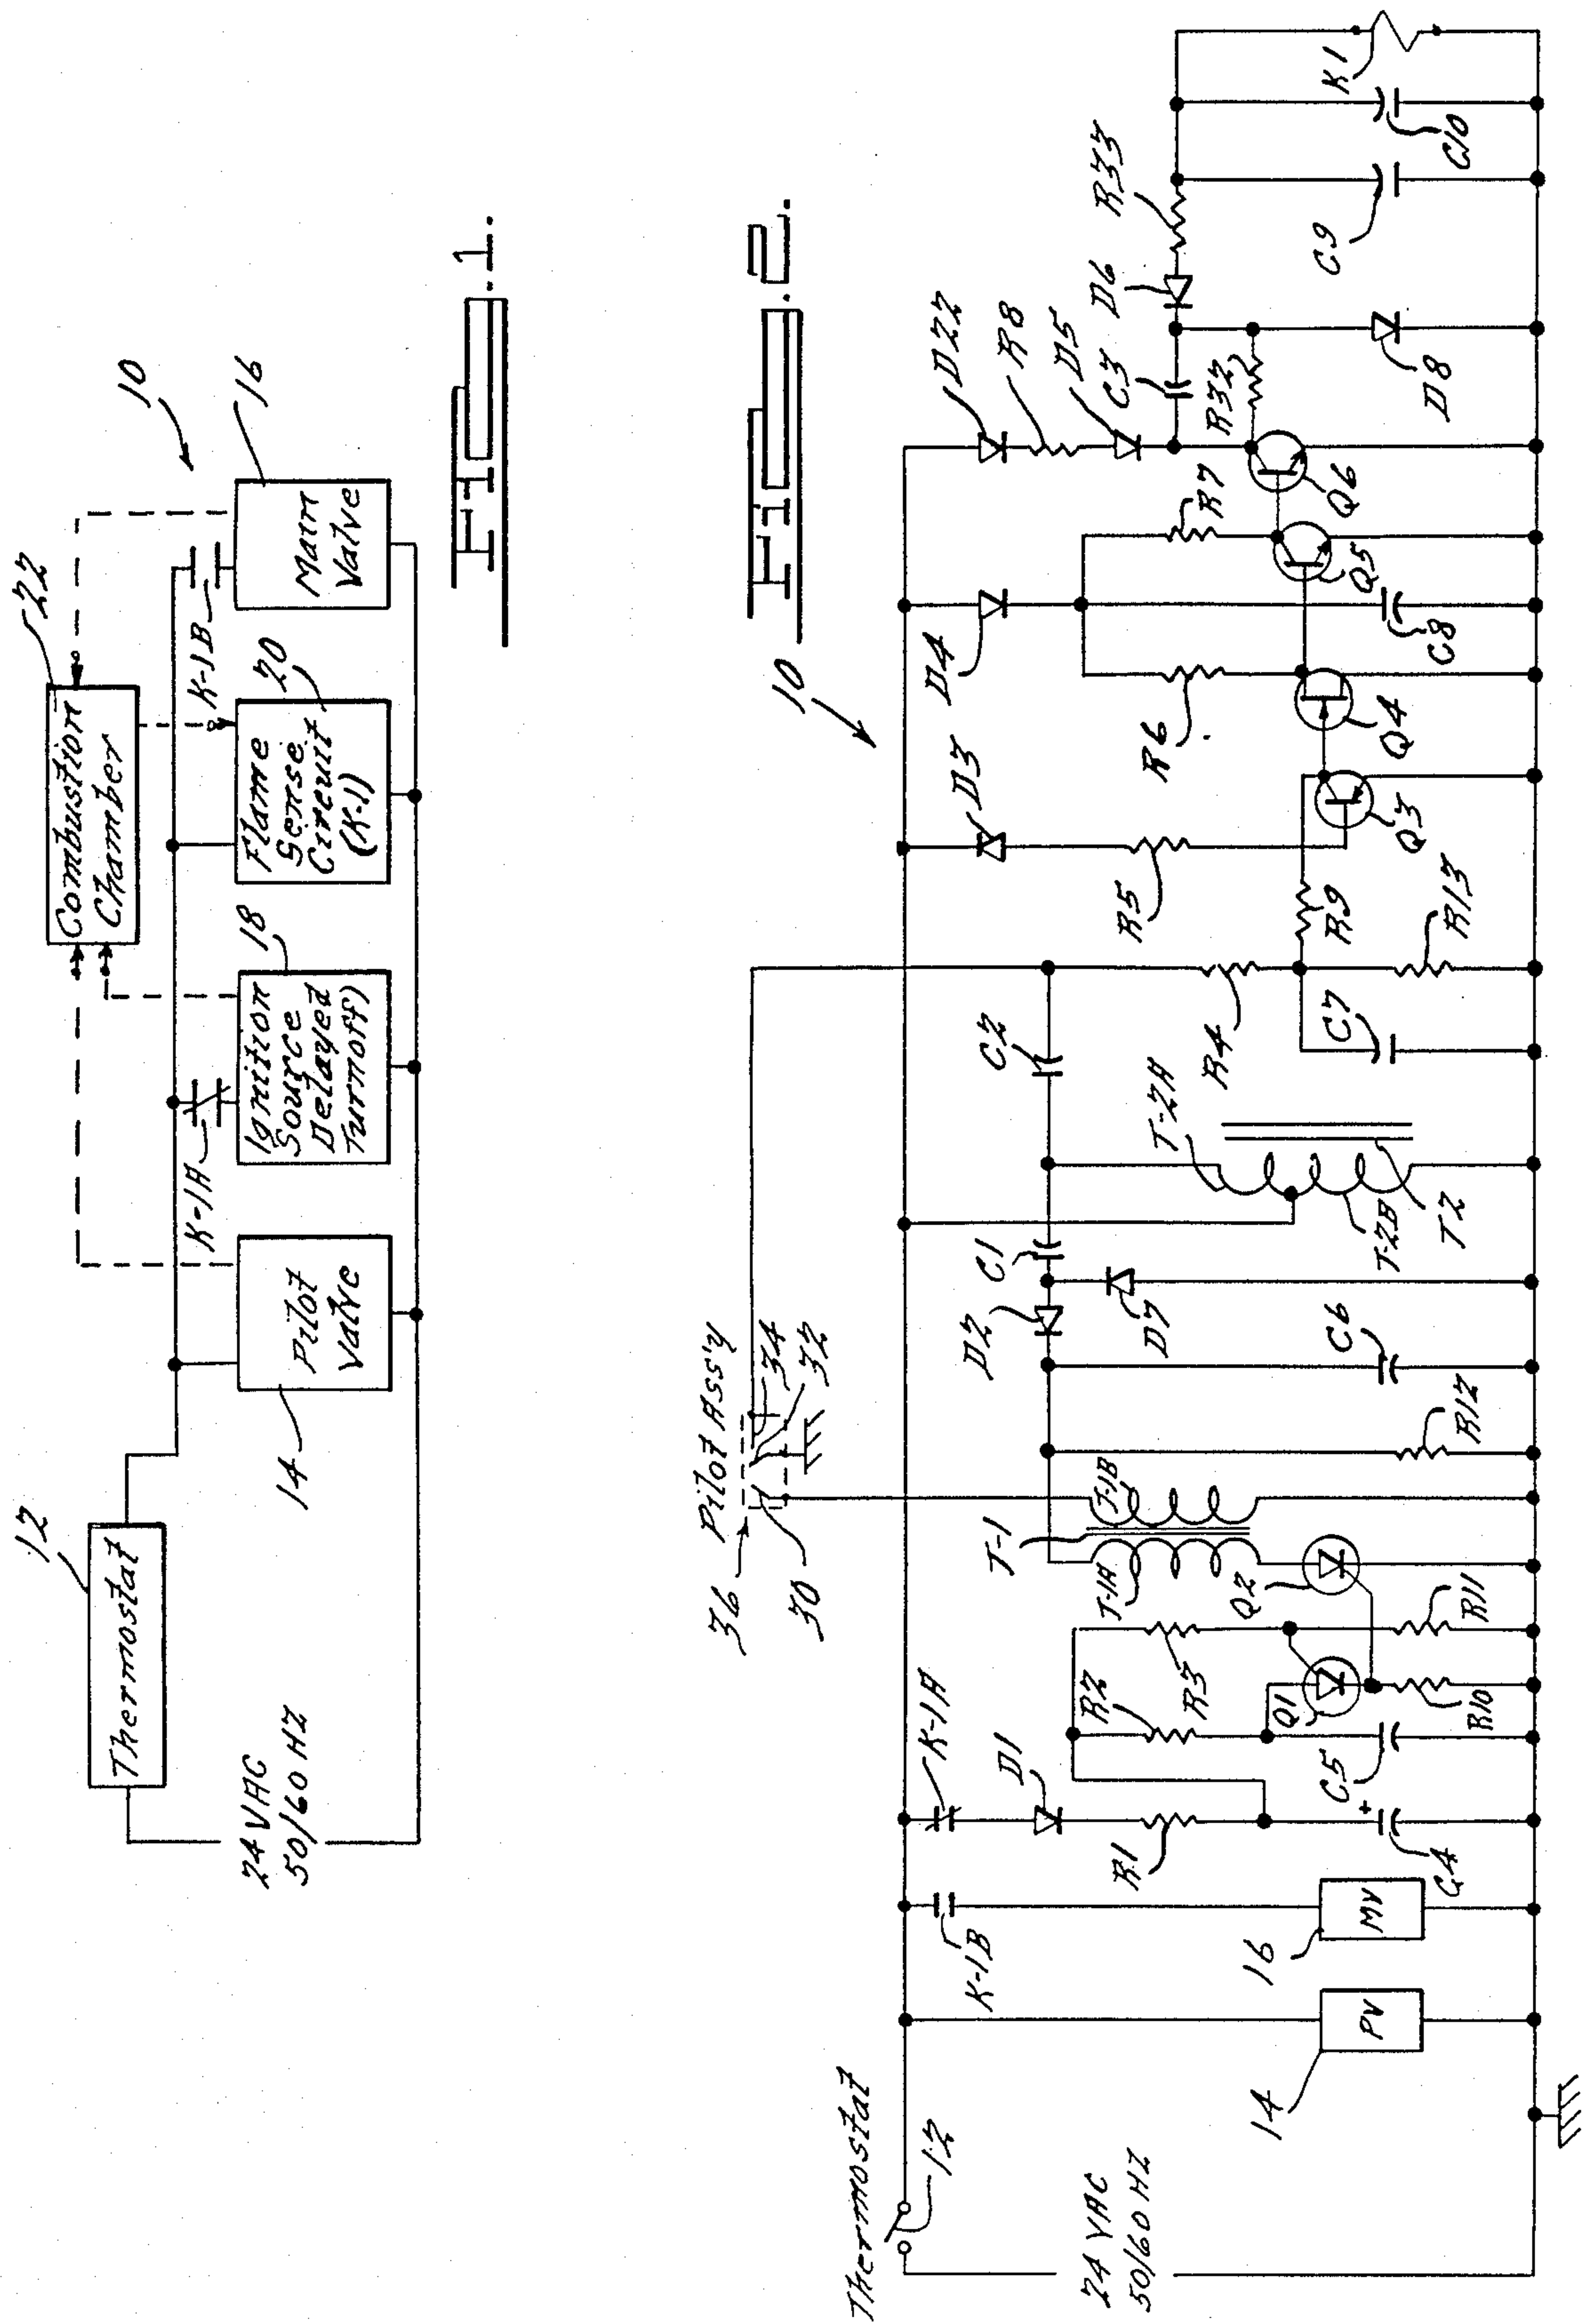 Thermostat
12
24 VAC
50/60 HZ
14
Pilot
Valve
K-1A
18
Ignition
Source
Delayed
Turnoff)
Combustion
Chamber
22
20
Flame
Sense
Circuit
(K-1)
K-1B
16
Main
Valve
10
Fig. 1.
Fig. 2.
10
Thermostat
12
24 VAC
50/60 HZ
14
PV
16
MV
K-1B
K-1A
D1
R1
C4
+
R2
C5
R3
Q1
R10
R11
Q2
T-1
T-1A
T-1B
36
Pilot Ass'y
30
34
32
R12
C6
D2
D7
C1
T-2A
T-2B
T2
C2
R4
C7
R9
R13
D3
R5
Q3
R6
Q4
D4
C8
R7
Q5
Q6
D22
R8
D5
C3
R32
D6
D8
R33
C9
C10
K1